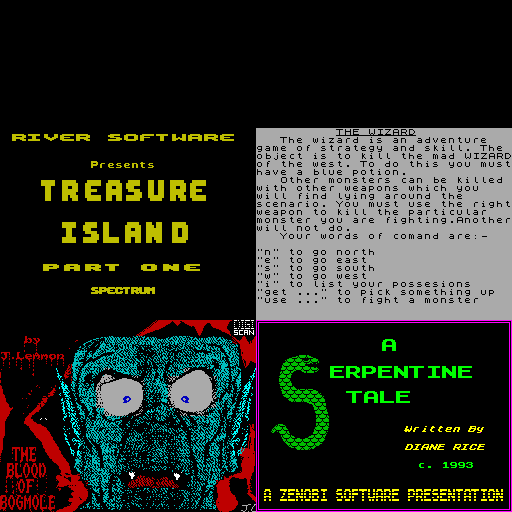 RIVER SOFTWARE
Presents
TREASURE
ISLAND
PART ONE
SPECTRUM
THE WIZARD
The wizard is an adventure
game of strategy and skill. The
object is to kill the mad WIZARD
of the west. To do this you must
have a blue potion.
Other monsters can be killed
with other weapons which you
will find lying around the
scenario. You must use the right
weapon to kill the particular
monster you are fighting.Another
will not do.
Your words of comand are:-
"n" to go north
"e" to go east
"s" to go south
"w" to go west
"i" to list your possesions
"get ..." to pick something up
"use ..." to fight a monster
DIGI
SCAN
by
J.Lemmon
THE
BLOOD
OF
BOGMOLE
A
SERPENTINE
TALE
Written By
DIANE RICE
c. 1993
A ZENOBI SOFTWARE PRESENTATION